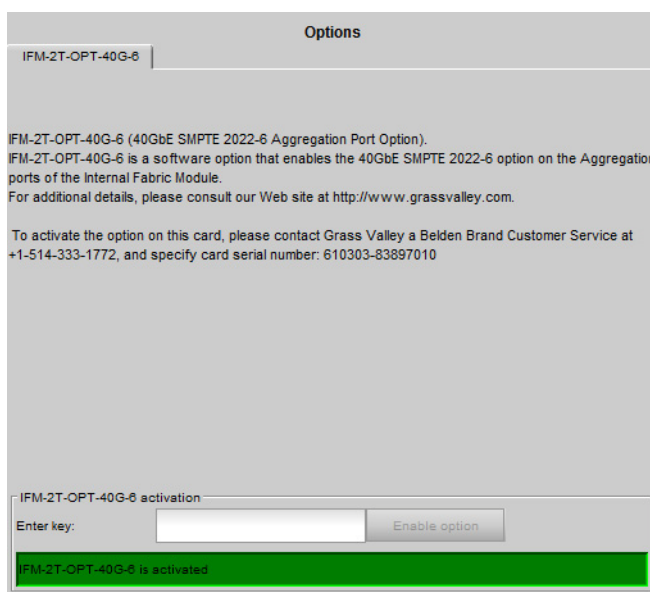 Options
IFM-2T-OPT-40G-6
IFM-2T-OPT-40G-6 (40GbE SMPTE 2022-6 Aggregation Port Option).
IFM-2T-OPT-40G-6 is a software option that enables the 40GbE SMPTE 2022-6 option on the Aggregatio
ports of the Internal Fabric Module.
For additional details, please consult our Web site at http://www.grassvalley.com.
To activate the option on this card, please contact Grass Valley a Belden Brand Customer Service at
+1-514-333-1772, and specify card serial number: 610303-83897010
IFM-2T-OPT-40G-6 activation
Enter key:
Enable option
IFM-2T-OPT-40G-6 is activated